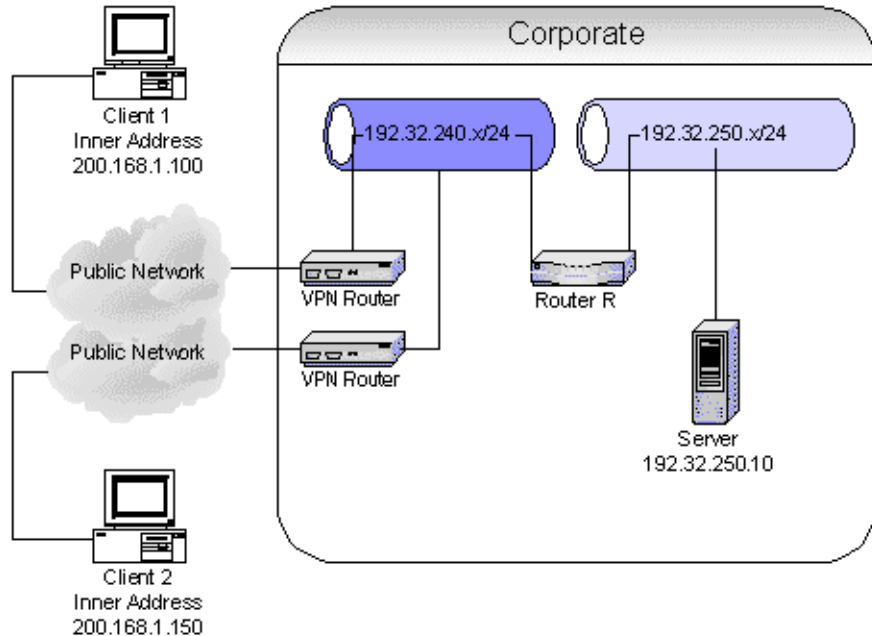 Corporate
Client 1
Inner Address
200.168.1.100
192.32.240.x/24
192.32.250.x/24
Public Network
VPN Router
Router R
Public Network
VPN Router
Server
192.32.250.10
Client 2
Inner Address
200.168.1.150